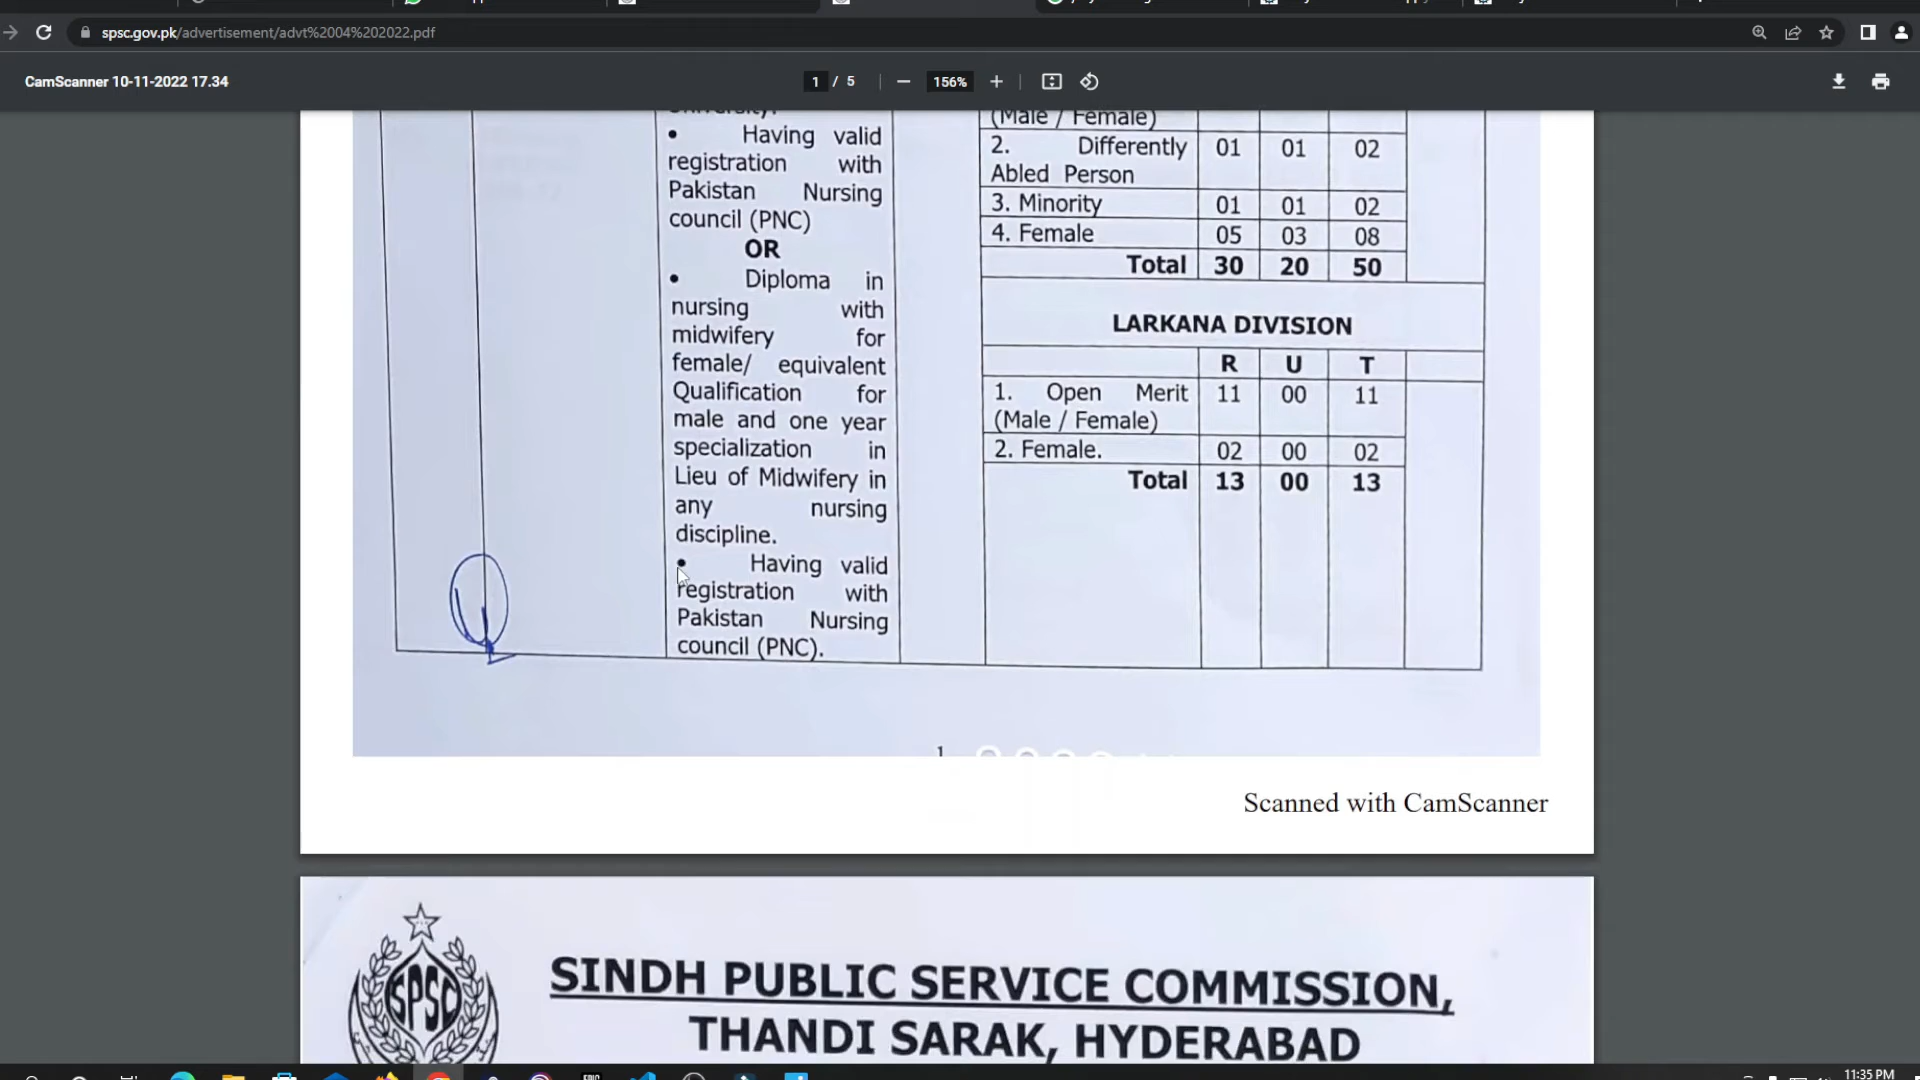 spsc.gov.pk/advertisement/advt%2004%202022.pdf
CamScanner 10-11-2022 17.34
1 / 5
156%
University.
• Having valid
registration with
Pakistan Nursing
council (PNC)
OR
• Diploma in
nursing with
midwifery for
female/ equivalent
Qualification for
male and one year
specialization in
Lieu of Midwifery in
any nursing
discipline.
• Having valid
registration with
Pakistan Nursing
council (PNC).
(Male / Female)
2. Differently 01 01 02
Abled Person
3. Minority 01 01 02
4. Female 05 03 08
Total 30 20 50
LARKANA DIVISION
R U T
1. Open Merit 11 00 11
(Male / Female)
2. Female. 02 00 02
Total 13 00 13
1
Scanned with CamScanner
SPSC
SINDH PUBLIC SERVICE COMMISSION,
THANDI SARAK, HYDERABAD
11:35 PM